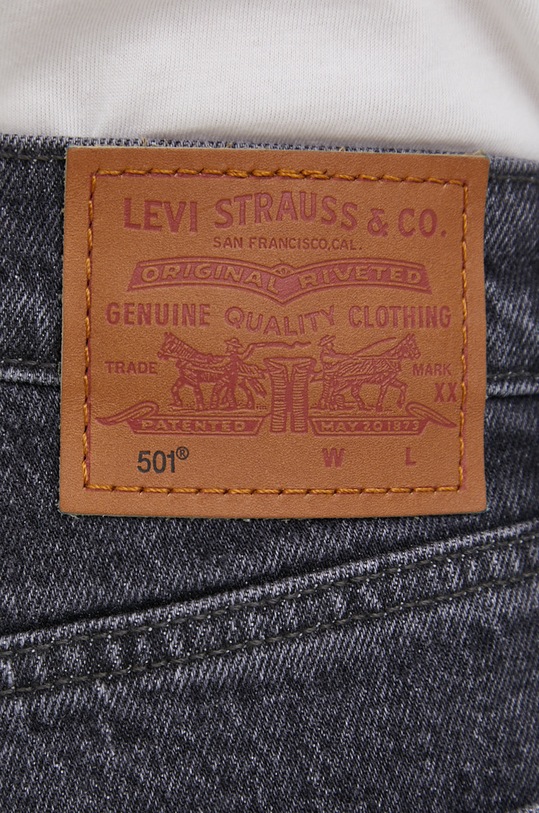 LEVI STRAUSS & CO.
SAN FRANCISCO, CAL.
ORIGINAL RIVETED
GENUINE QUALITY CLOTHING
TRADE MARK
XX
PATENTED MAY 20 1873
501® W L